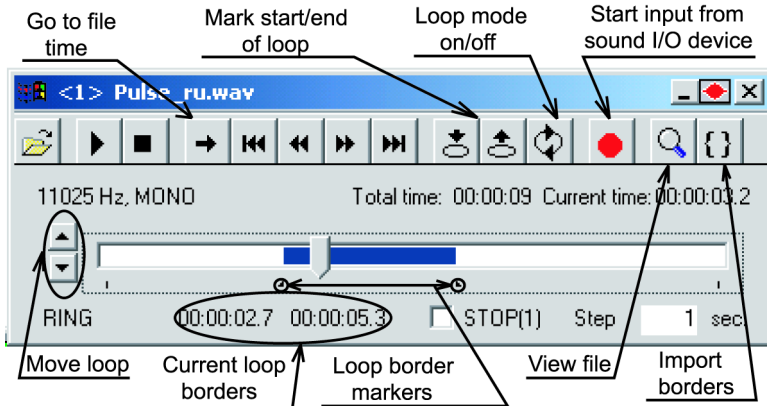 Go to file
time
Mark start/end
of loop
Loop mode
on/off
Start input from
sound I/O device
<1> Pulse_ru.wav
{}
11025 Hz, MONO
Total time: 00:00:09 Current time: 00:00:03.2
RING 00:00:02.7 00:00:05.3 STOP(1) Step 1 sec.
Move loop
Current loop
borders
Loop border
markers
View file
Import
borders